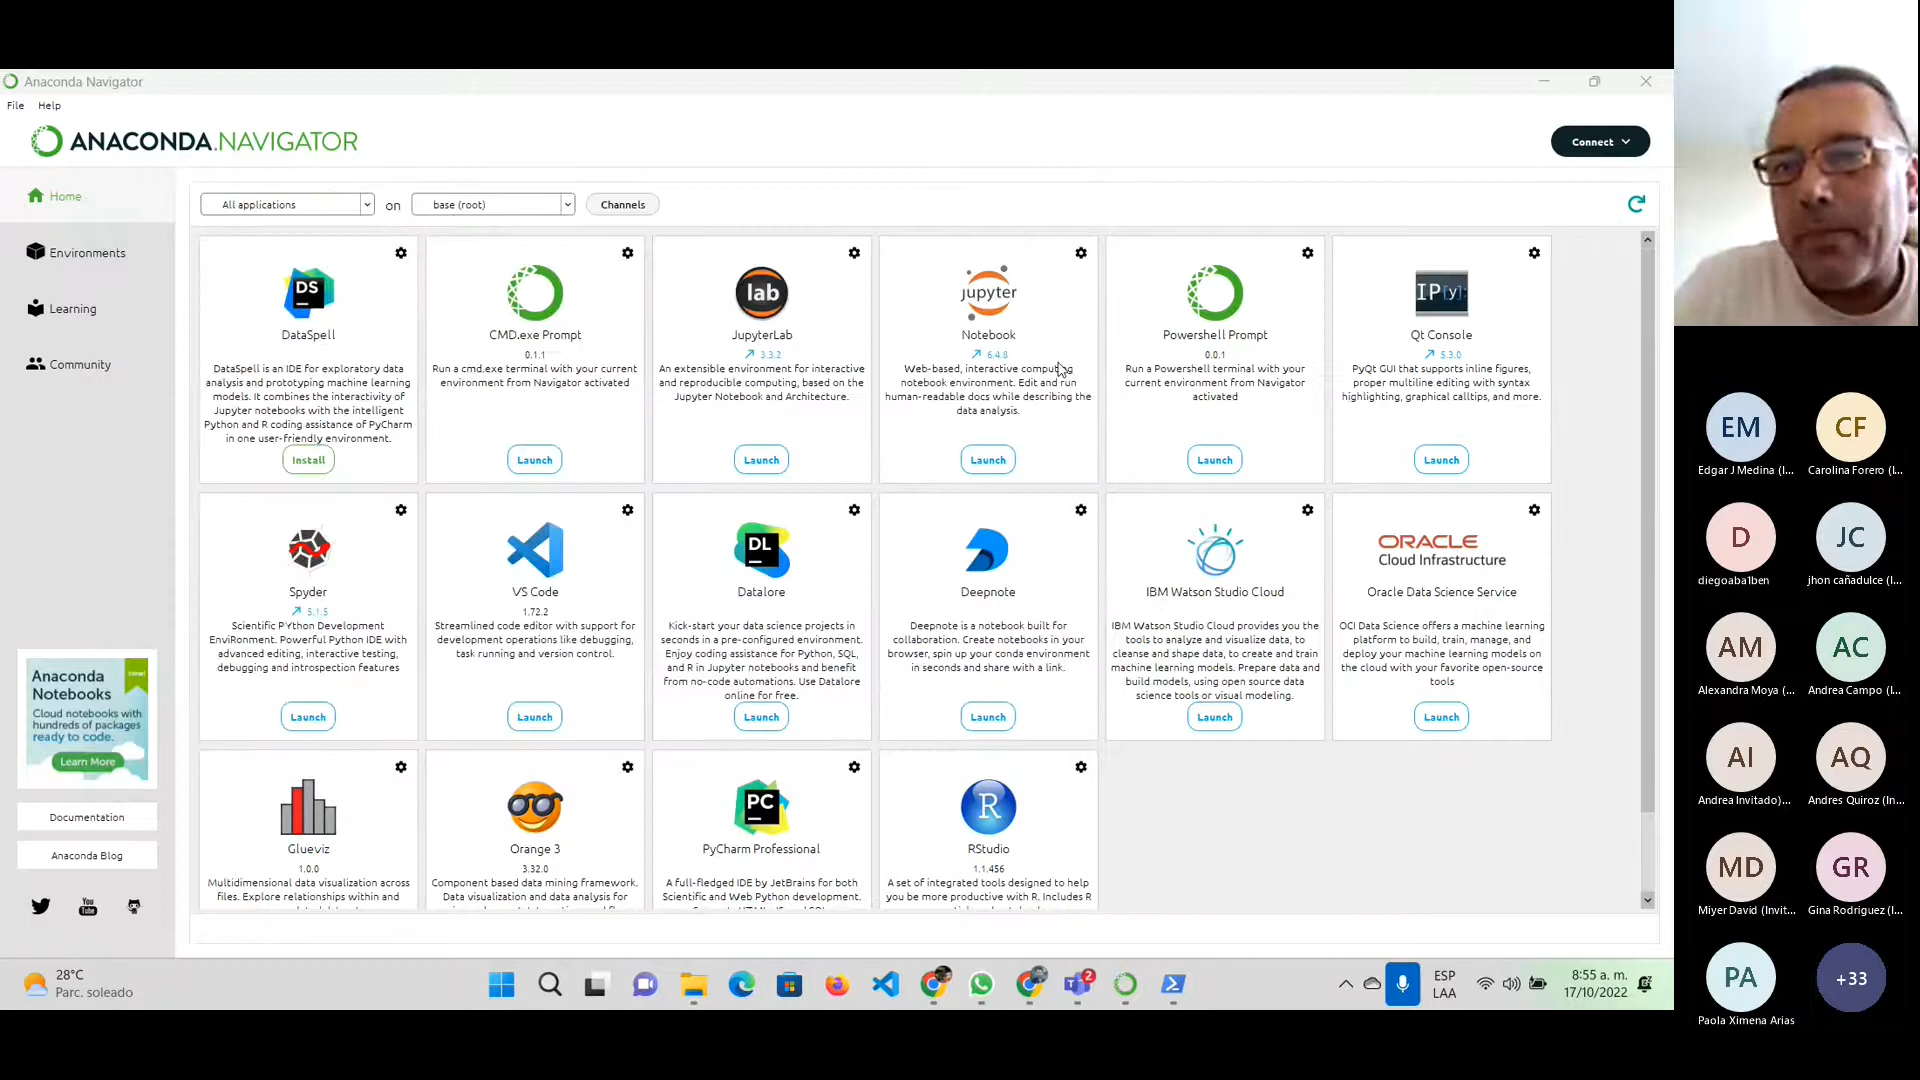 Anaconda Navigator
File Help
ANACONDA.NAVIGATOR
Connect
Home
Environments
Learning
Community
All applications
on
base (root)
Channels
DS
DataSpell
DataSpell is an IDE for exploratory data
analysis and prototyping machine learning
models. It combines the interactivity of
Jupyter notebooks with the intelligent
Python and R coding assistance of PyCharm
in one user-friendly environment.
Install
CMD.exe Prompt
0.1.1
Run a cmd.exe terminal with your current
environment from Navigator activated
Launch
lab
JupyterLab
3.3.2
An extensible environment for interactive
and reproducible computing, based on the
Jupyter Notebook and Architecture.
Launch
jupyter
Notebook
6.4.8
Web-based, interactive computing
notebook environment. Edit and run
human-readable docs while describing the
data analysis.
Launch
Powershell Prompt
0.0.1
Run a Powershell terminal with your
current environment from Navigator
activated
Launch
IP[y]:
Qt Console
5.3.0
PyQt GUI that supports inline figures,
proper multiline editing with syntax
highlighting, graphical calltips, and more.
Launch
Spyder
5.1.5
Scientific PYthon Development
EnviRonment. Powerful Python IDE with
advanced editing, interactive testing,
debugging and introspection features
Launch
VS Code
1.72.2
Streamlined code editor with support for
development operations like debugging,
task running and version control.
Launch
DL
Datalore
Kick-start your data science projects in
seconds in a pre-configured environment.
Enjoy coding assistance for Python, SQL,
and R in Jupyter notebooks and benefit
from no-code automations. Use Datalore
online for free.
Launch
Deepnote
Deepnote is a notebook built for
collaboration. Create notebooks in your
browser, spin up your conda environment
in seconds and share with a link.
Launch
IBM Watson Studio Cloud
IBM Watson Studio Cloud provides you the
tools to analyze and visualize data, to
cleanse and shape data, to create and train
machine learning models. Prepare data and
build models, using open source data
science tools or visual modeling.
Launch
ORACLE
Cloud Infrastructure
Oracle Data Science Service
OCI Data Science offers a machine learning
platform to build, train, manage, and
deploy your machine learning models on
the cloud with your favorite open-source
tools
Launch
Glueviz
1.0.0
Multidimensional data visualization across
files. Explore relationships within and
Orange 3
3.32.0
Component based data mining framework.
Data visualization and data analysis for
PC
PyCharm Professional
A full-fledged IDE by JetBrains for both
Scientific and Web Python development.
R
RStudio
1.1.456
A set of integrated tools designed to help
you be more productive with R. Includes R
Anaconda
Notebooks
New!
Cloud notebooks with
hundreds of packages
ready to code.
Learn More
Documentation
Anaconda Blog
You
Tube
28°C
Parc. soleado
2
ESP
LAA
8:55 a. m.
17/10/2022
EM
Edgar J Medina (I...
CF
Carolina Forero (I...
D
diegoaba1ben
JC
jhon cañadulce (I...
AM
Alexandra Moya (...
AC
Andrea Campo (I...
AI
Andrea Invitado)...
AQ
Andres Quiroz (In...
MD
Miyer David (Invit...
GR
Gina Rodriguez (I...
PA
Paola Ximena Arias
+33